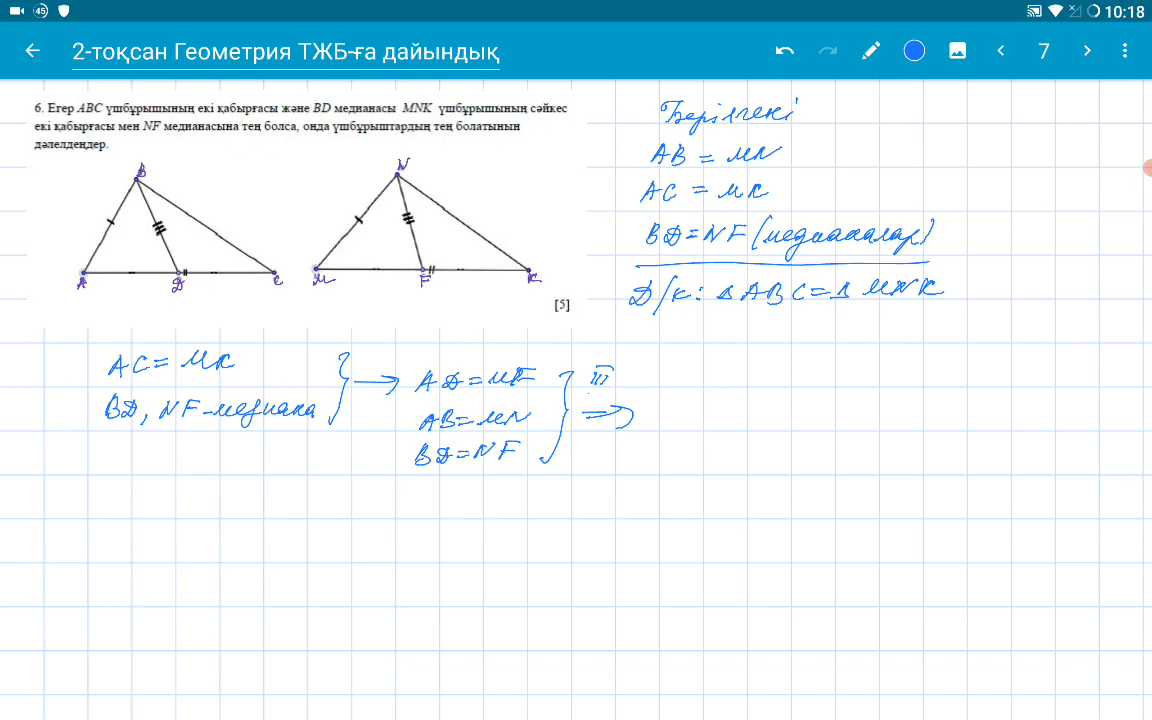 45
10:18
2-тоқсан Геометрия ТЖБ-ға дайындық
7
6. Егер ABC үшбұрышының екі қабырғасы және BD медианасы MNK үшбұрышының сәйкес
екі қабырғасы мен NF медианасына тең болса, онда үшбұрыштардың тең болатынын
дәлелдеңдер.
B
A
D
C
N
M
F
K
[5]
Берілгені
AB = MN
AC = MK
BD = NF (медианалар)
Д/К: Δ ABC = Δ MNK
AC = MK
BD, NF - медиана
AD = MF
AB = MN
BD = NF
III